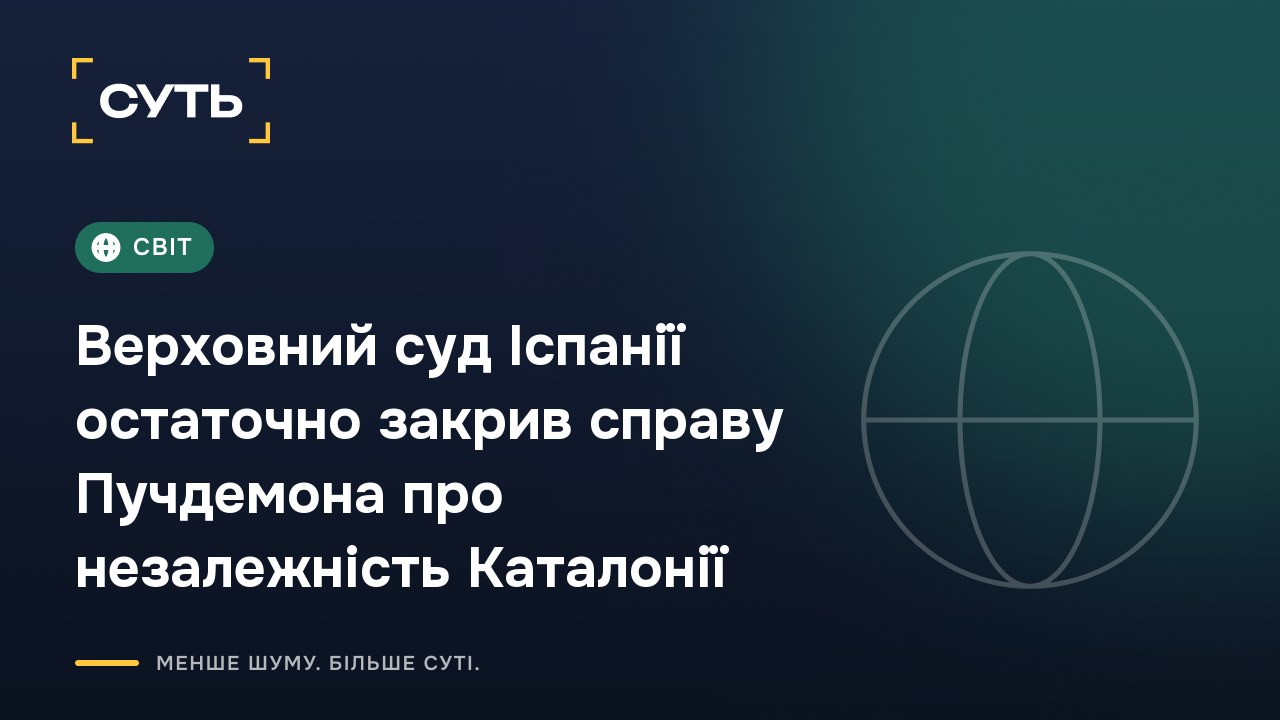 СУТЬ
СВІТ
Верховний суд Іспанії
остаточно закрив справу
Пучдемона про
незалежність Каталонії
МЕНШЕ ШУМУ. БІЛЬШЕ СУТІ.